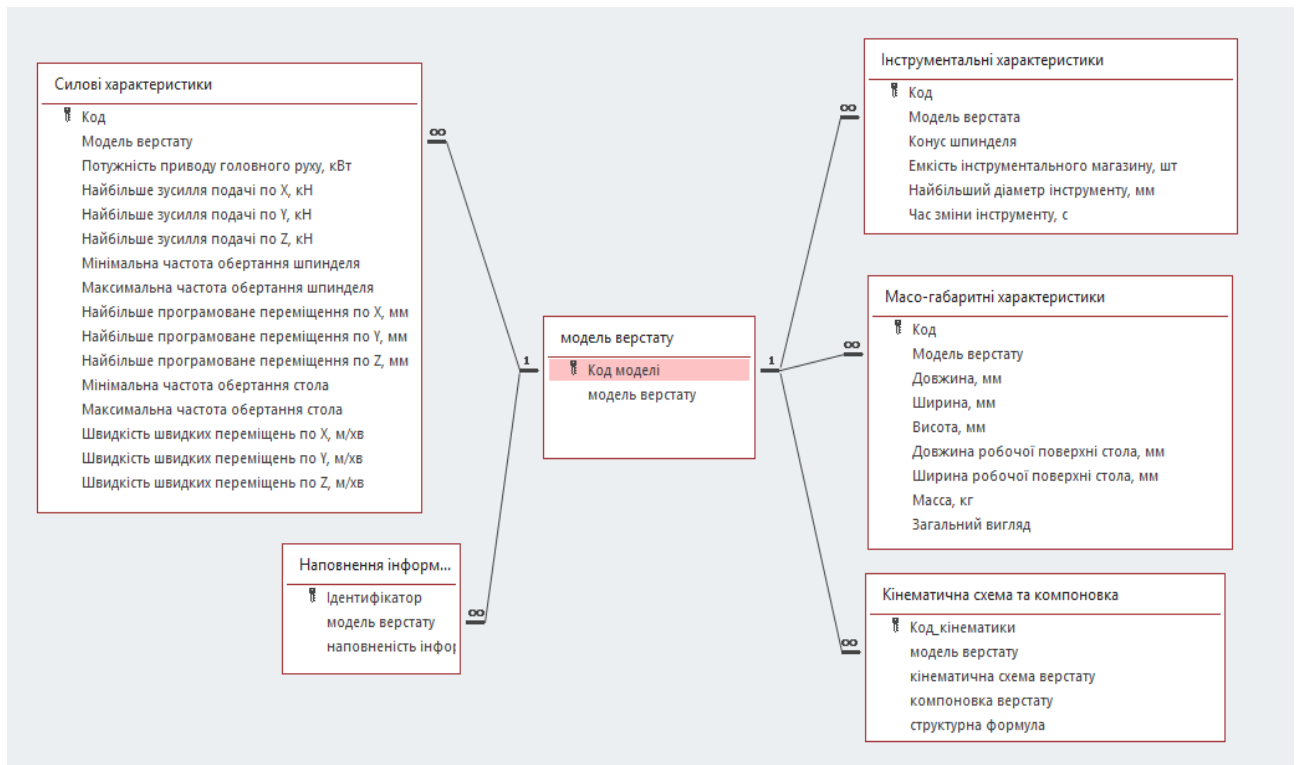 Силові характеристики
Код
Модель верстату
Потужність приводу головного руху, кВт
Найбільше зусилля подачі по X, кН
Найбільше зусилля подачі по Y, кН
Найбільше зусилля подачі по Z, кН
Мінімальна частота обертання шпинделя
Максимальна частота обертання шпинделя
Найбільше програмоване переміщення по X, мм
Найбільше програмоване переміщення по Y, мм
Найбільше програмоване переміщення по Z, мм
Мінімальна частота обертання стола
Максимальна частота обертання стола
Швидкість швидких переміщень по X, м/хв
Швидкість швидких переміщень по Y, м/хв
Швидкість швидких переміщень по Z, м/хв
∞
1
Наповнення інформ...
Ідентифікатор
модель верстату
наповненість інфор
∞
модель верстату
Код моделі
модель верстату
1
Інструментальні характеристики
Код
Модель верстата
Конус шпинделя
Емкість інструментального магазину, шт
Найбільший діаметр інструменту, мм
Час зміни інструменту, с
∞
Масо-габаритні характеристики
Код
Модель верстату
Довжина, мм
Ширина, мм
Висота, мм
Довжина робочої поверхні стола, мм
Ширина робочої поверхні стола, мм
Масса, кг
Загальний вигляд
∞
Кінематична схема та компоновка
Код_кінематики
модель верстату
кінематична схема верстату
компоновка верстату
структурна формула
∞